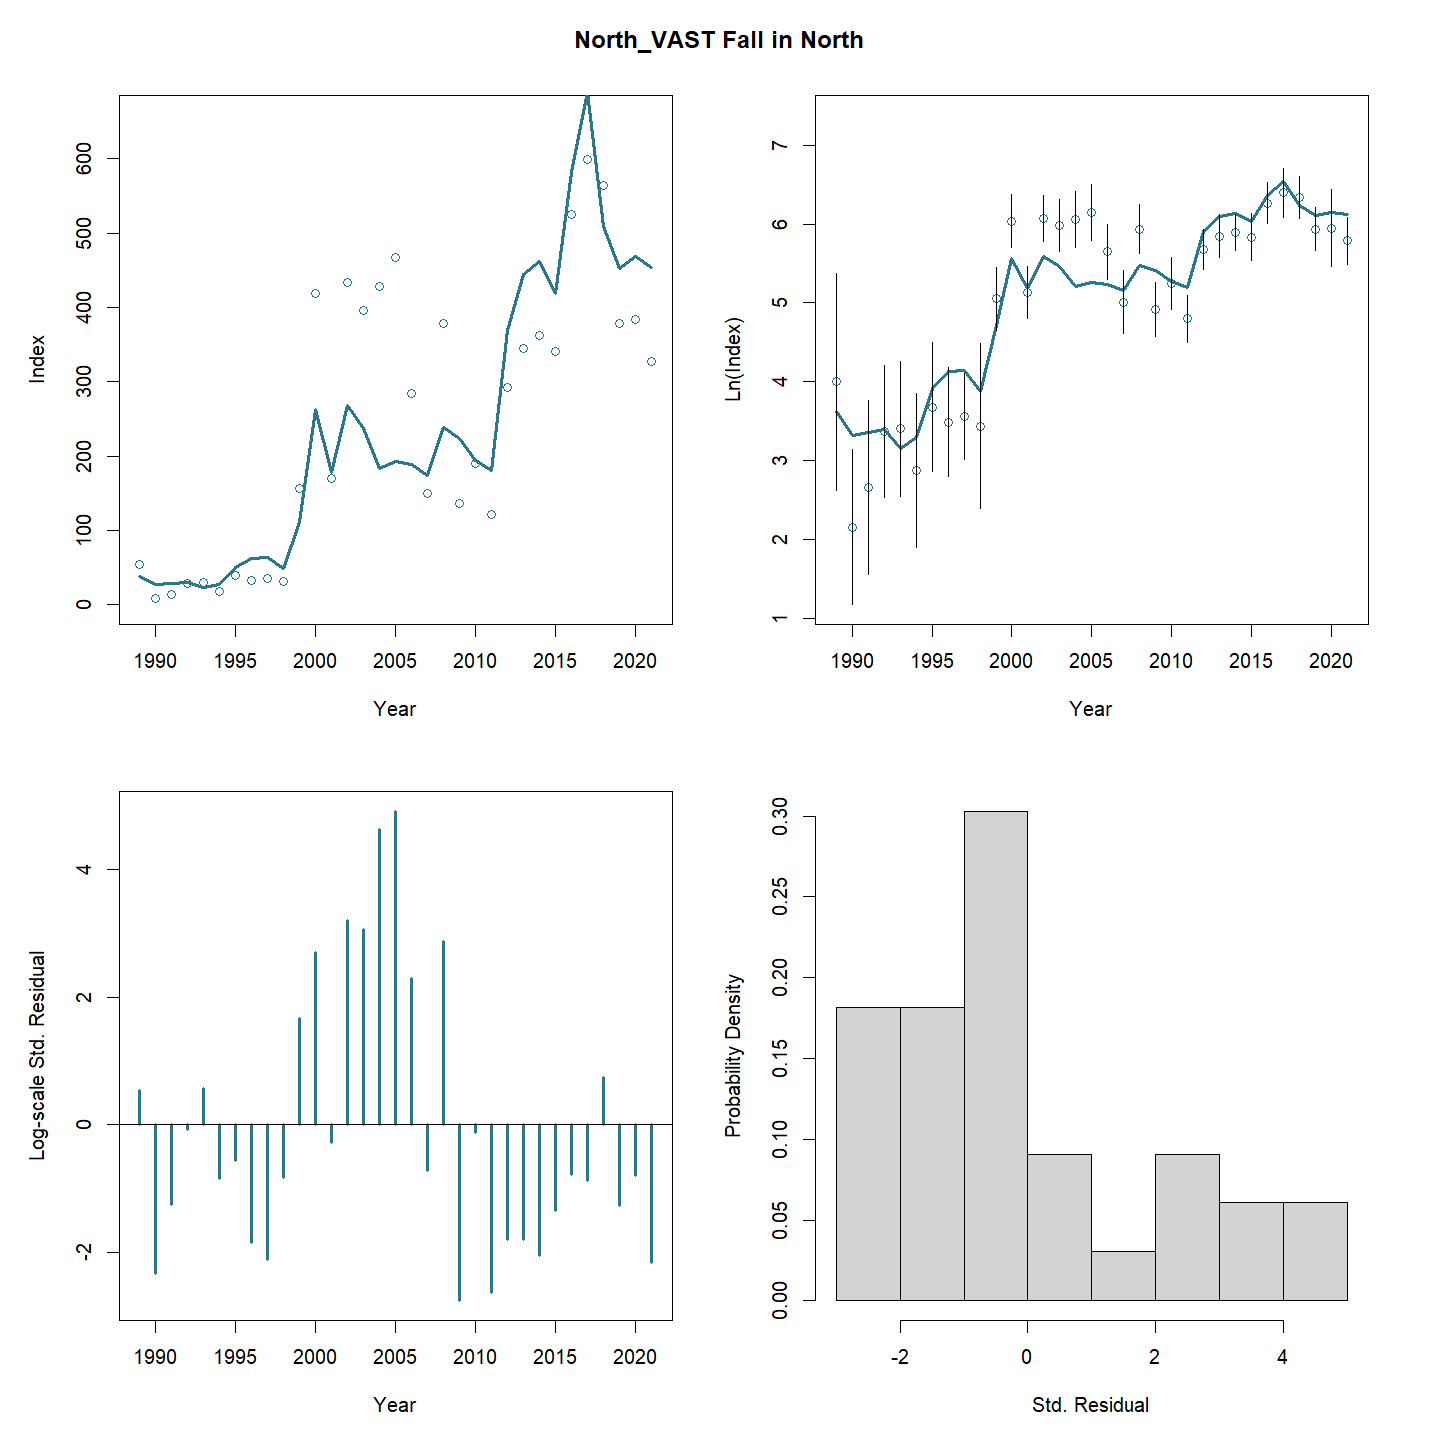 North_VAST Fall in North
Index
0 100 200 300 400 500 600
1990 1995 2000 2005 2010 2015 2020
Year
Ln(Index)
1 2 3 4 5 6 7
1990 1995 2000 2005 2010 2015 2020
Year
Log-scale Std. Residual
-2 0 2 4
1990 1995 2000 2005 2010 2015 2020
Year
Probability Density
0.00 0.05 0.10 0.15 0.20 0.25 0.30
-2 0 2 4
Std. Residual